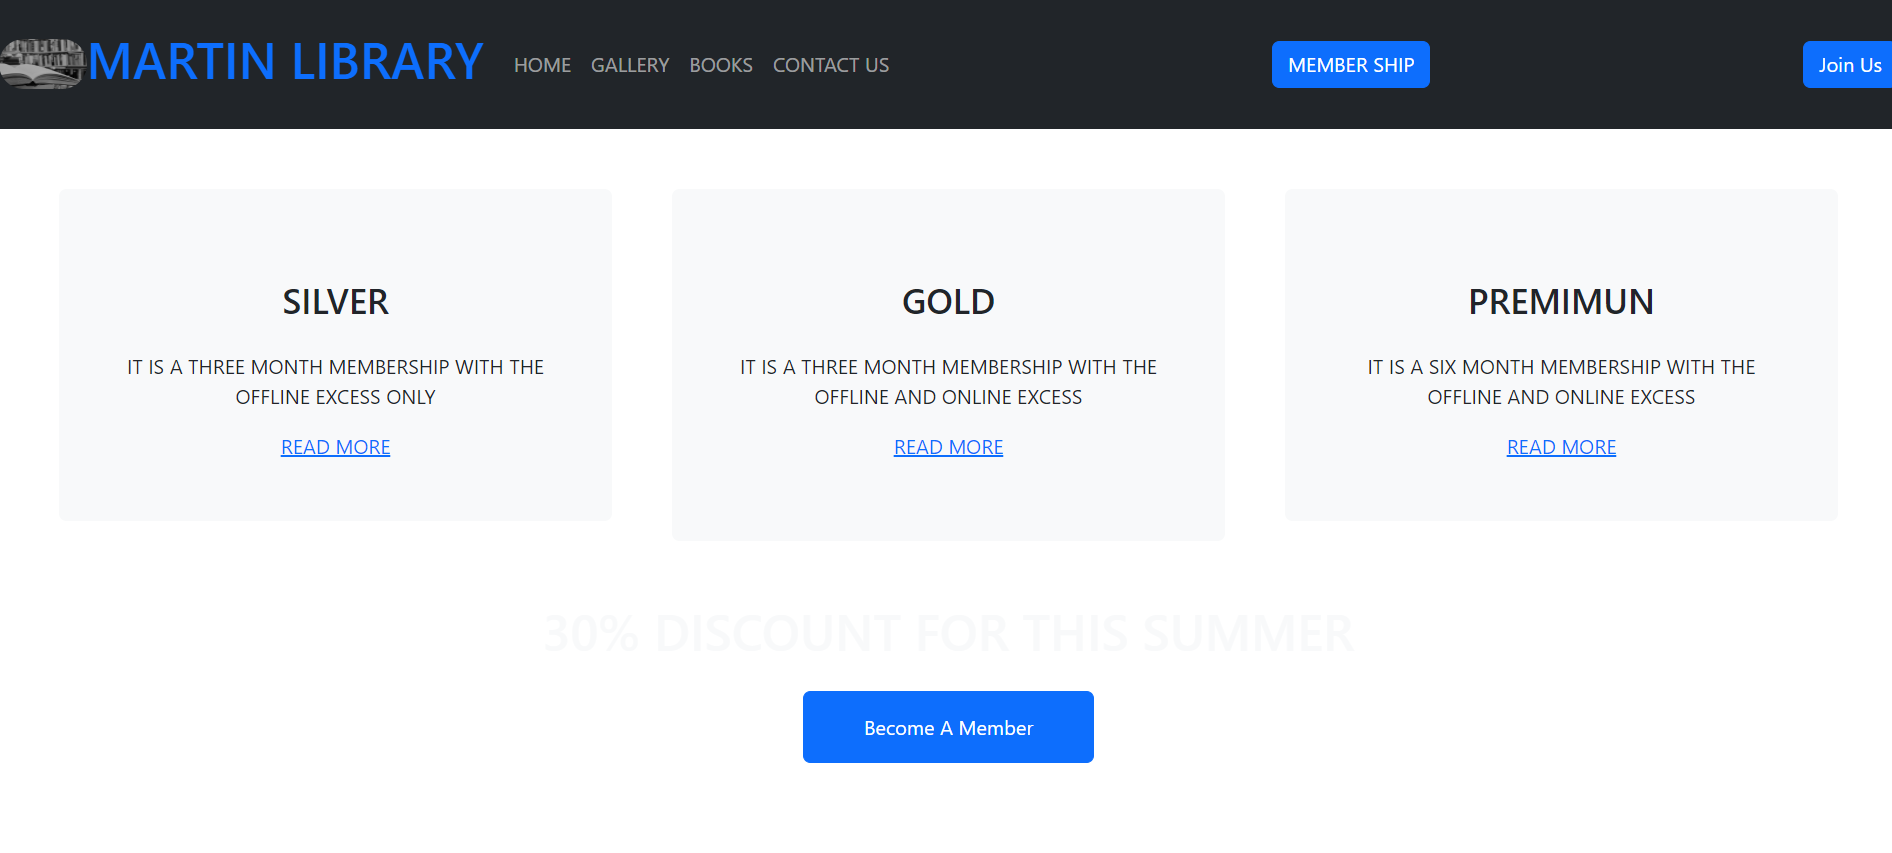 MARTIN LIBRARY
HOME GALLERY BOOKS CONTACT US
MEMBER SHIP
Join Us
SILVER
IT IS A THREE MONTH MEMBERSHIP WITH THE
OFFLINE EXCESS ONLY
READ MORE
GOLD
IT IS A THREE MONTH MEMBERSHIP WITH THE
OFFLINE AND ONLINE EXCESS
READ MORE
PREMIMUN
IT IS A SIX MONTH MEMBERSHIP WITH THE
OFFLINE AND ONLINE EXCESS
READ MORE
30% DISCOUNT FOR THIS SUMMER
Become A Member